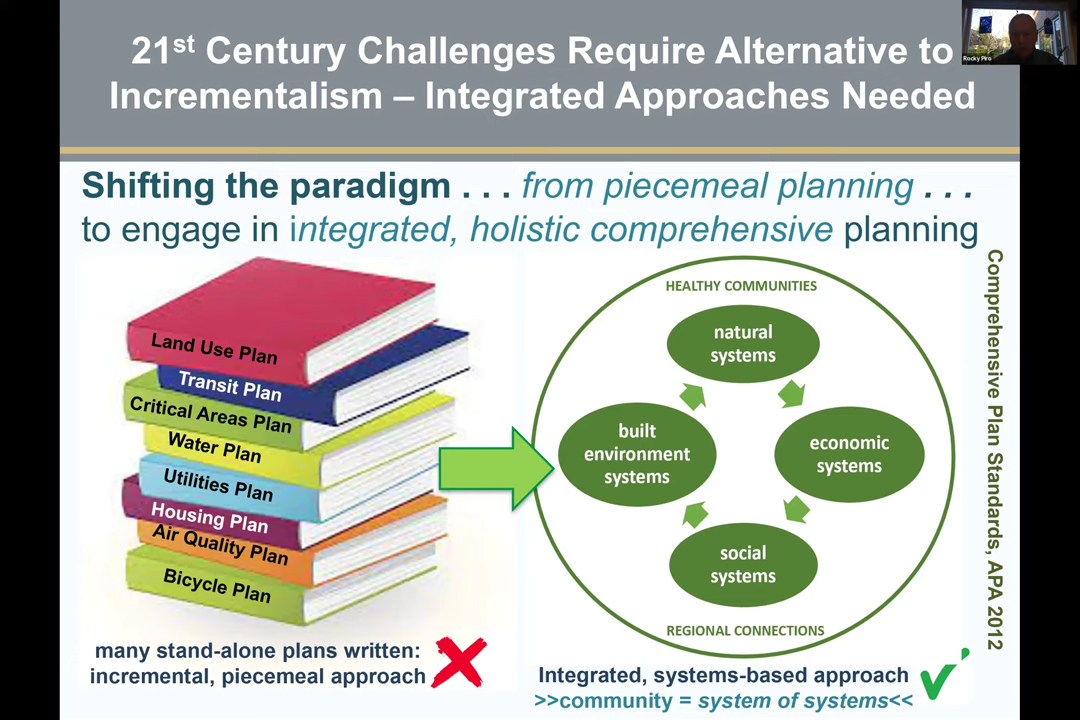 21st Century Challenges Require Alternative to
Incrementalism – Integrated Approaches Needed
Rocky Piro
Shifting the paradigm . . . from piecemeal planning . . .
to engage in integrated, holistic comprehensive planning
Land Use Plan
Transit Plan
Critical Areas Plan
Water Plan
Utilities Plan
Housing Plan
Air Quality Plan
Bicycle Plan
many stand-alone plans written:
incremental, piecemeal approach
HEALTHY COMMUNITIES
natural
systems
built
environment
systems
economic
systems
social
systems
REGIONAL CONNECTIONS
Integrated, systems-based approach
>>community = system of systems<<
Comprehensive Plan Standards, APA 2012